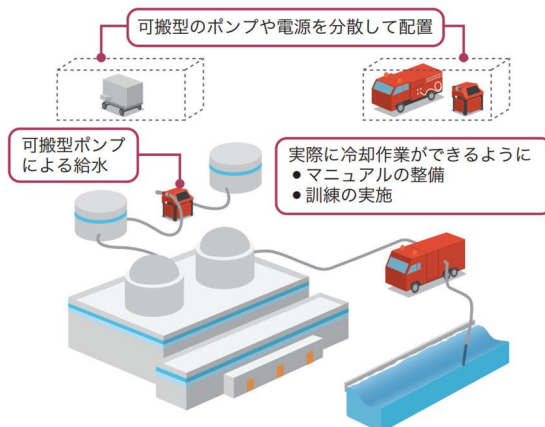 可搬型のポンプや電源を分散して配置
可搬型ポンプ
による給水
実際に冷却作業ができるように
● マニュアルの整備
● 訓練の実施